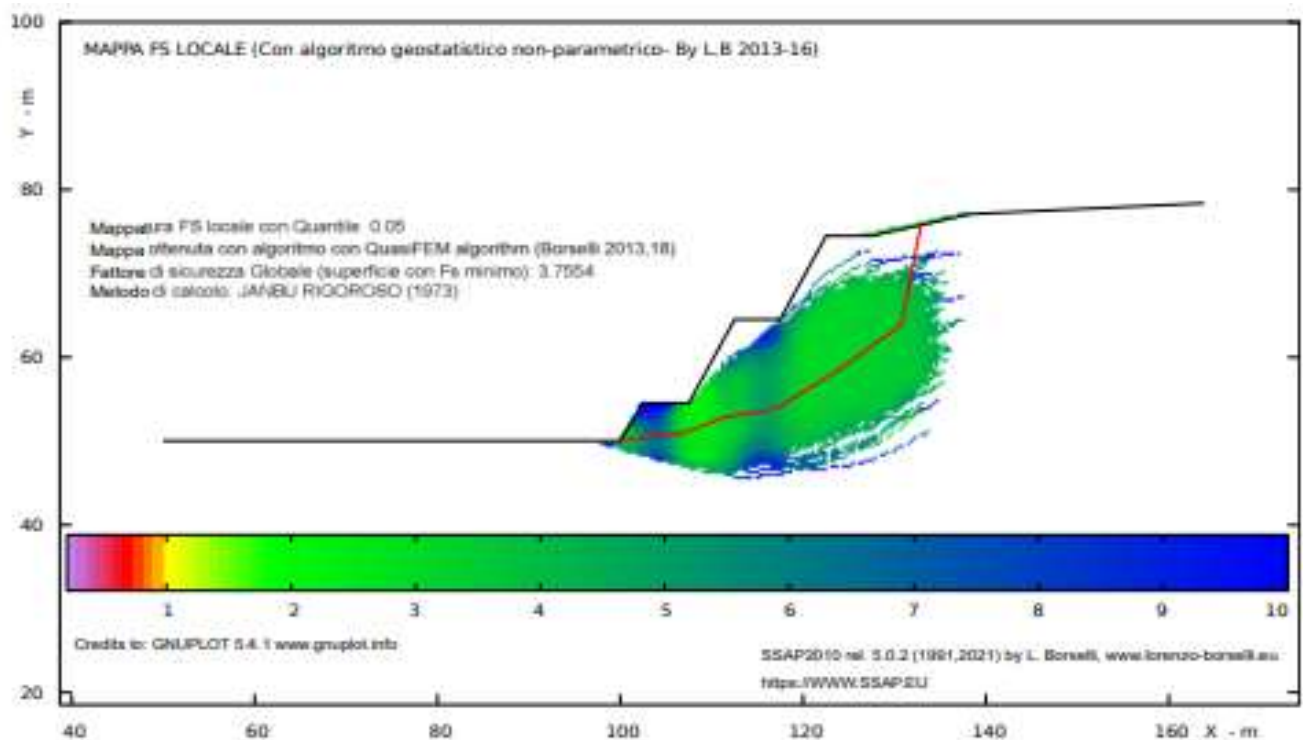 100
MAPPA FS LOCALE (Con algoritmo geostatistico non-parametrico- By L.B 2013-16)
Y - m
80
Mappatura FS locale con Quantile 0.05
Mappa ottenuta con algoritmo con QuasiFEM algorithm (Borselli 2013,18)
Fattore di sicurezza Globale (superficie con Fs minimo): 3.7554
Metodo di calcolo: JANBU RIGOROSO (1973)
60
40
1 2 3 4 5 6 7 8 9 10
Credits to: GNUPLOT 5.4.1 www.gnuplot.info
SSAP2010 rel. 5.0.2 (1991,2021) by L. Borselli, www.lorenzo-borselli.eu
https://WWW.SSAP.EU
20
40 60 80 100 120 140 160 X - m